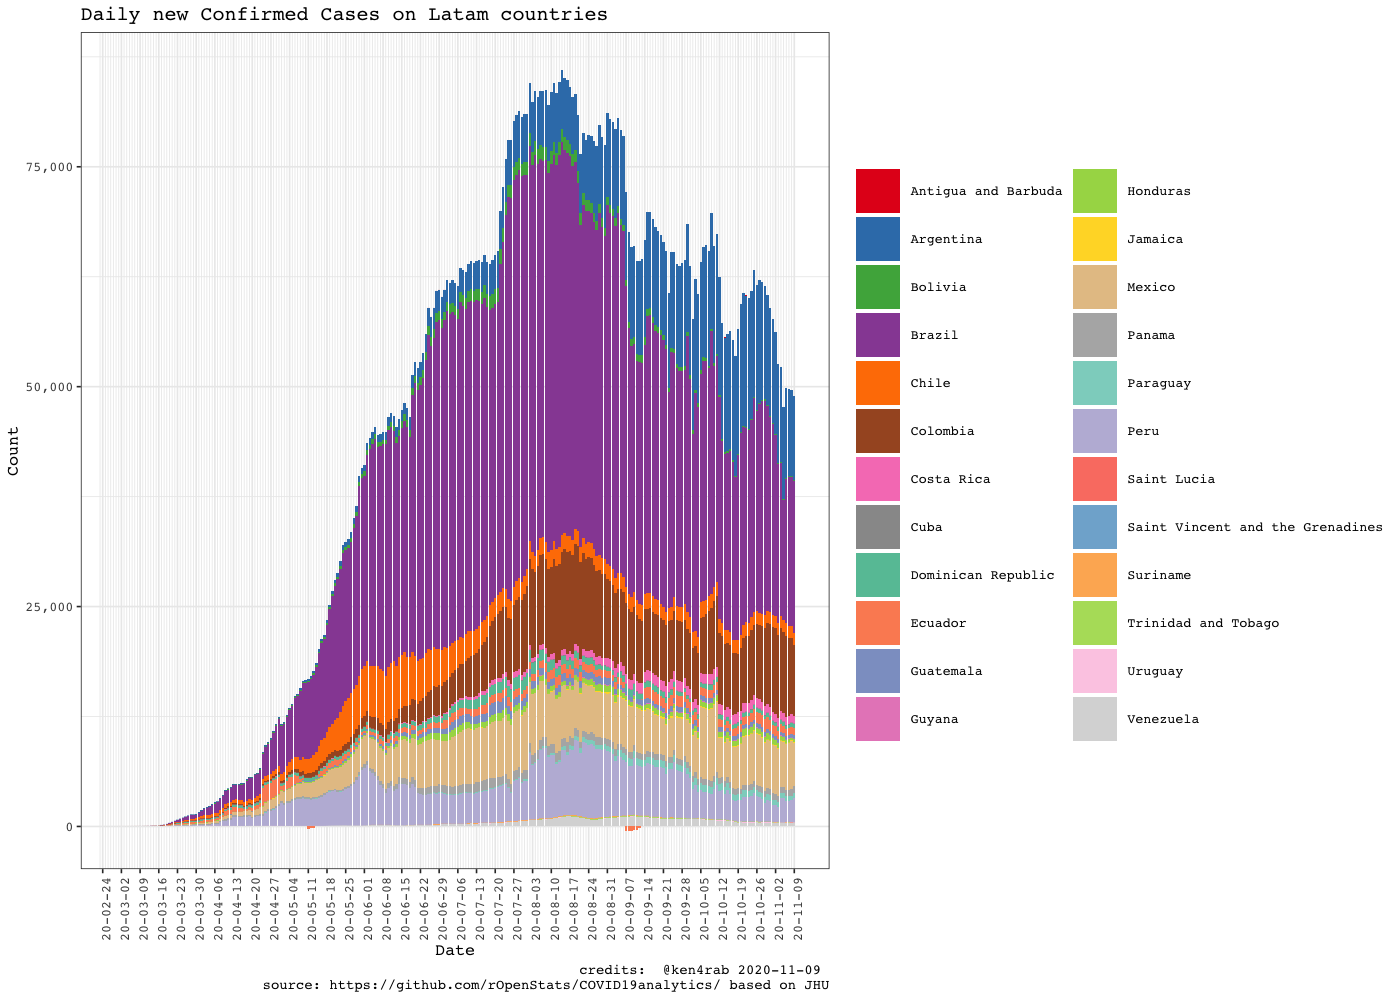 Daily new Confirmed Cases on Latam countries
Count
75,000
50,000
25,000
0
20-02-24
20-03-02
20-03-09
20-03-16
20-03-23
20-03-30
20-04-06
20-04-13
20-04-20
20-04-27
20-05-04
20-05-11
20-05-18
20-05-25
20-06-01
20-06-08
20-06-15
20-06-22
20-06-29
20-07-06
20-07-13
20-07-20
20-07-27
20-08-03
20-08-10
20-08-17
20-08-24
20-08-31
20-09-07
20-09-14
20-09-21
20-09-28
20-10-05
20-10-12
20-10-19
20-10-26
20-11-02
20-11-09
Date
Antigua and Barbuda
Argentina
Bolivia
Brazil
Chile
Colombia
Costa Rica
Cuba
Dominican Republic
Ecuador
Guatemala
Guyana
Honduras
Jamaica
Mexico
Panama
Paraguay
Peru
Saint Lucia
Saint Vincent and the Grenadines
Suriname
Trinidad and Tobago
Uruguay
Venezuela
credits:  @ken4rab 2020-11-09
source: https://github.com/rOpenStats/COVID19analytics/ based on JHU